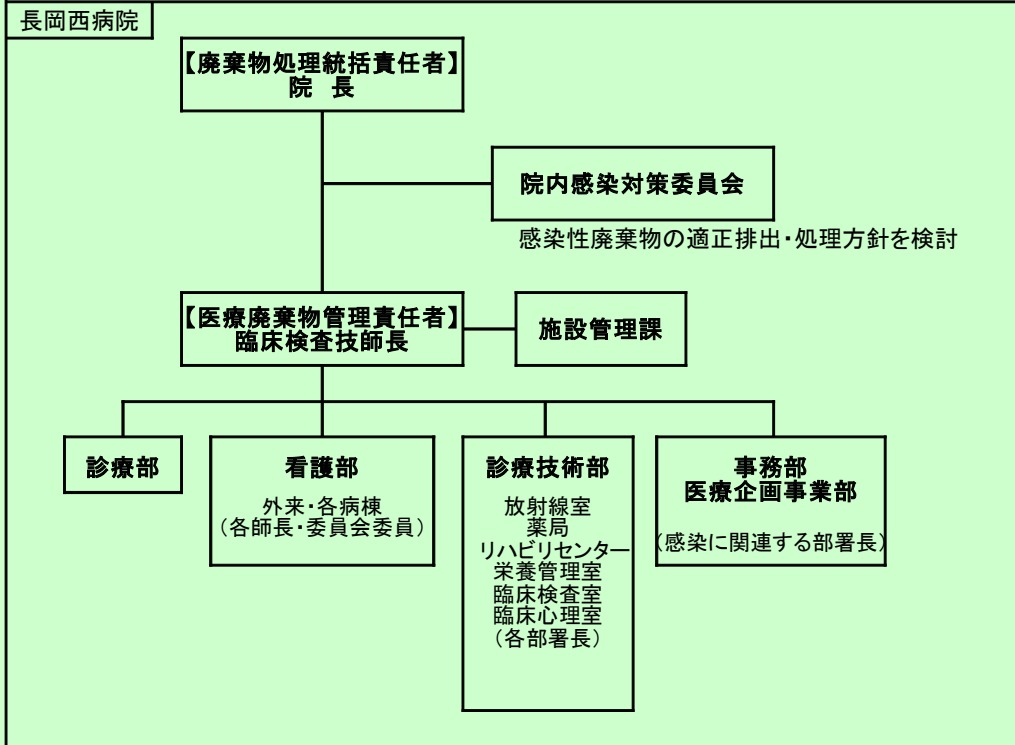 長岡西病院
【廃棄物処理統括責任者】
院 長
院内感染対策委員会
感染性廃棄物の適正排出・処理方針を検討
【医療廃棄物管理責任者】
臨床検査技師長
施設管理課
診療部
看護部
外来・各病棟
（各師長・委員会委員）
診療技術部
放射線室
薬局
リハビリセンター
栄養管理室
臨床検査室
臨床心理室
（各部署長）
事務部
医療企画事業部
（感染に関連する部署長）